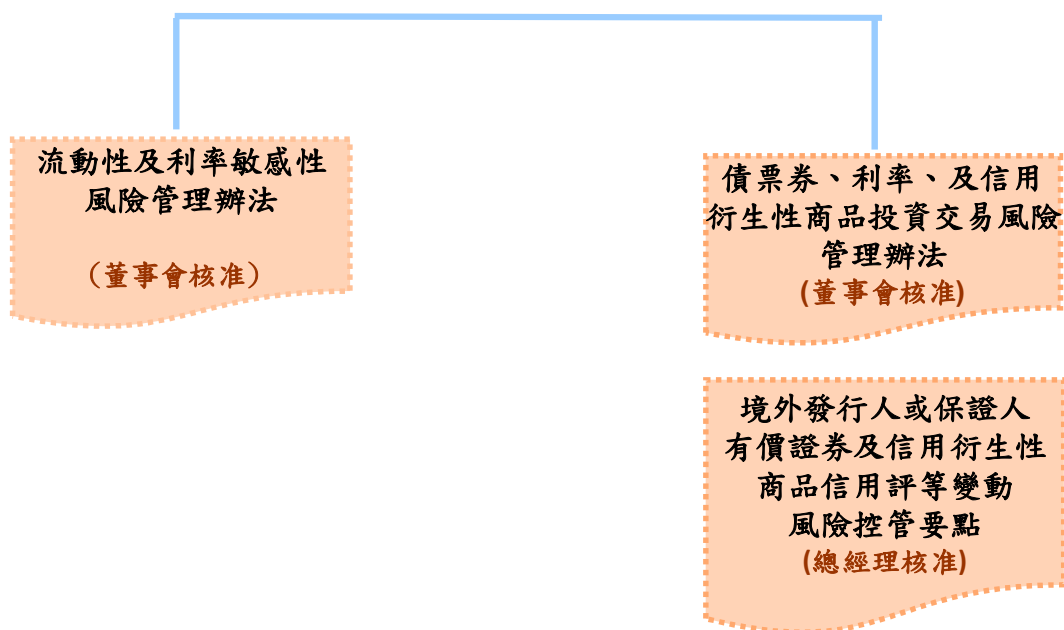 流動性及利率敏感性
風險管理辦法
（董事會核准）
債票券、利率、及信用
衍生性商品投資交易風險
管理辦法
(董事會核准)
境外發行人或保證人
有價證券及信用衍生性
商品信用評等變動
風險控管要點
(總經理核准)